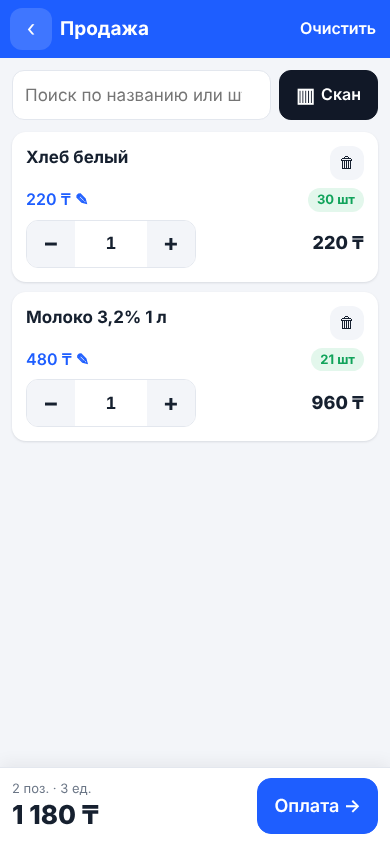 ‹ Продажа Очистить
Поиск по названию или ш
Скан
Хлеб белый
220 ₸ ✎ 30 шт
− 1 + 220 ₸
Молоко 3,2% 1 л
480 ₸ ✎ 21 шт
− 1 + 960 ₸
2 поз. · 3 ед.
1 180 ₸
Оплата →